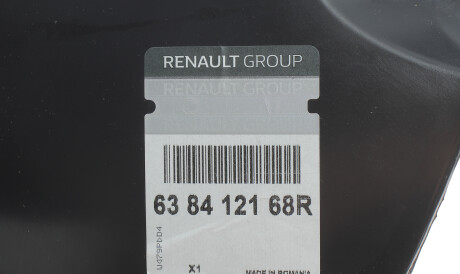 RENAULT GROUP
RENAULT GROUP
63 84 121 68R
X1
MADE IN ROMANIA